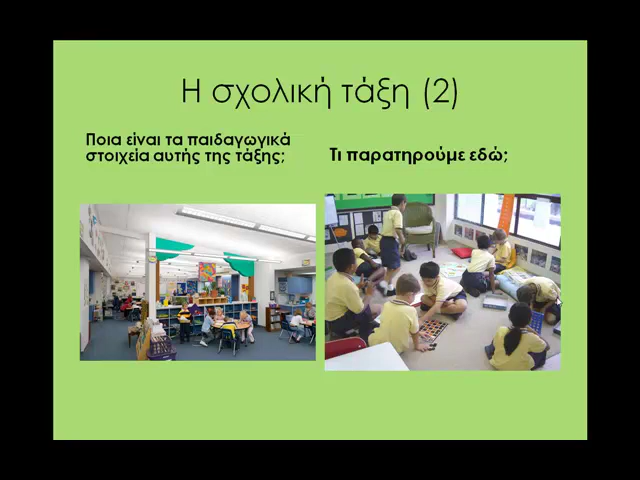 Η σχολική τάξη (2)
Ποια είναι τα παιδαγωγικά
στοιχεία αυτής της τάξης;
Τι παρατηρούμε εδώ;